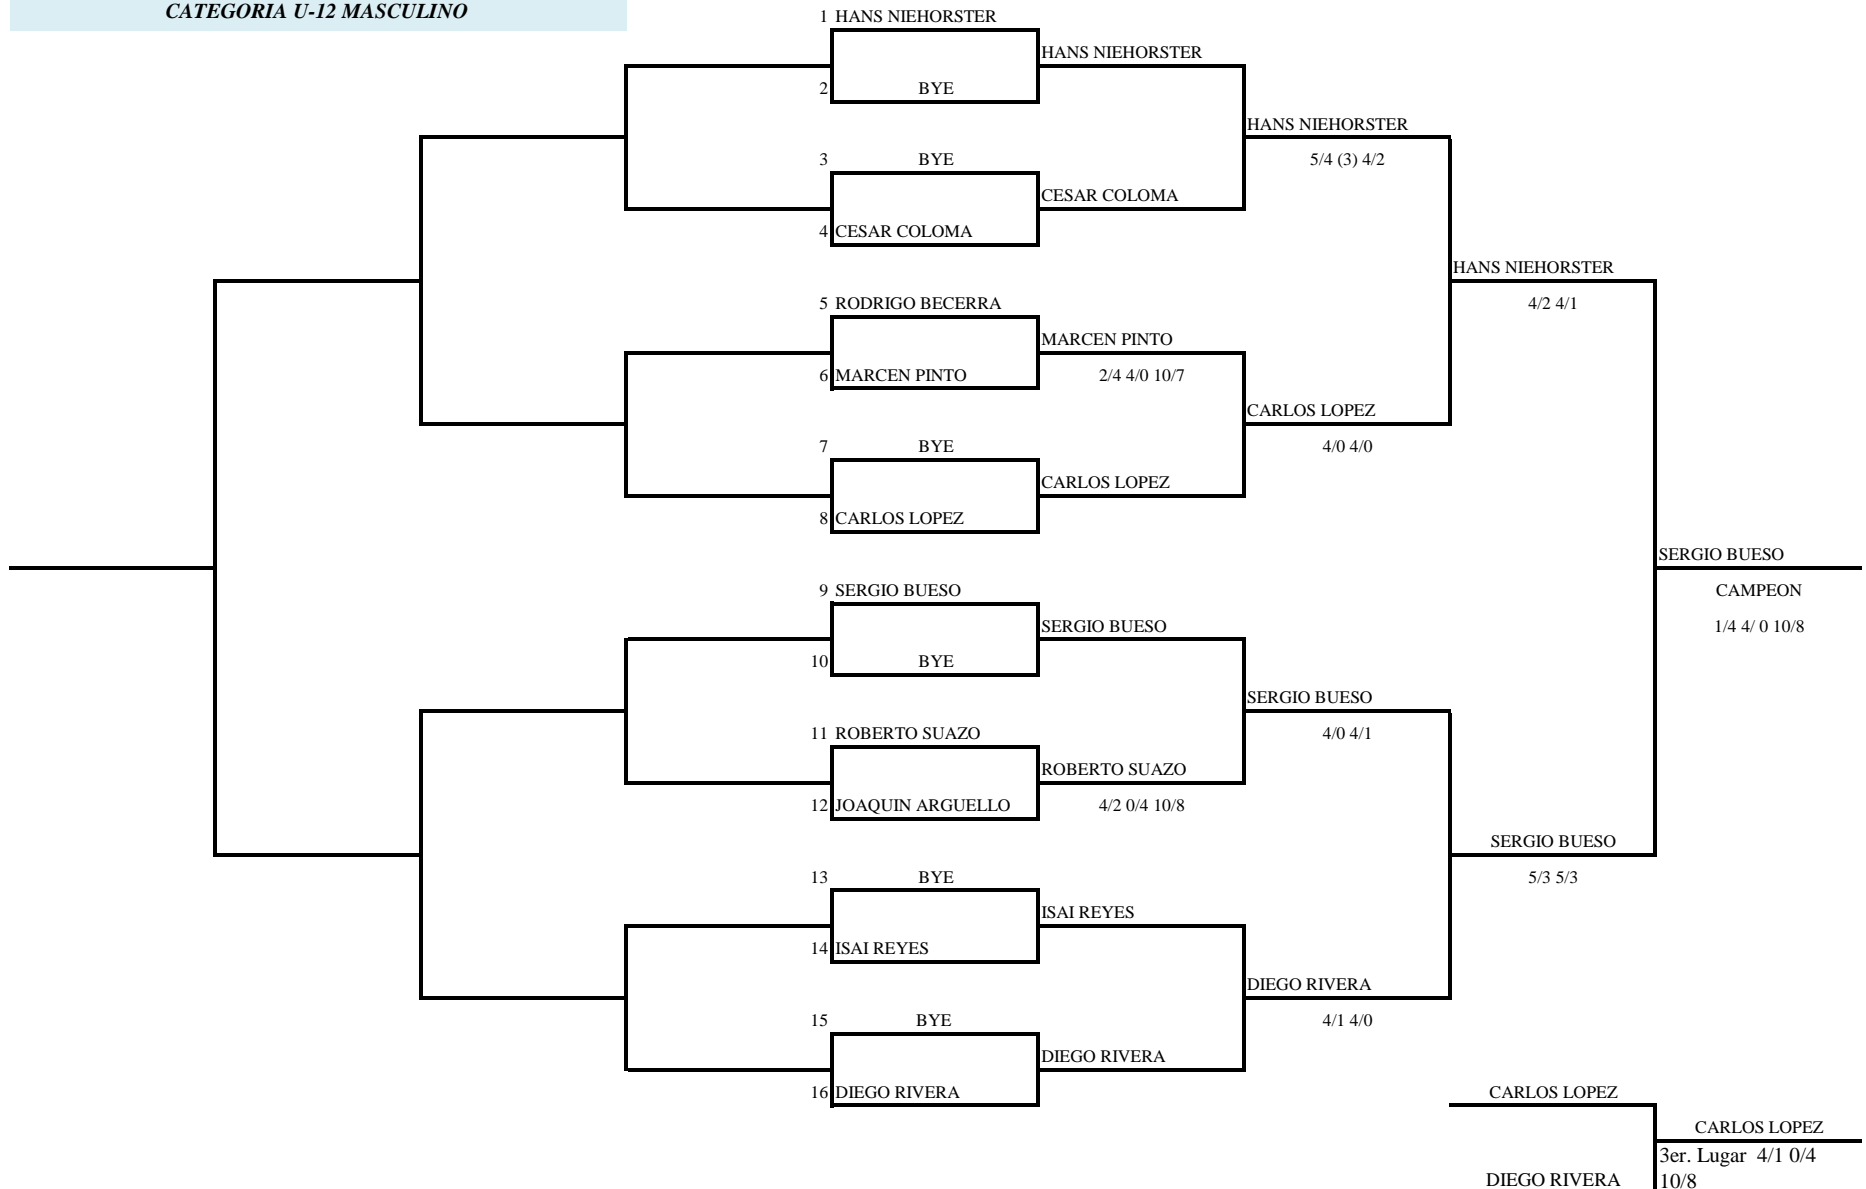 CATEGORIA U-12 MASCULINO
1 HANS NIEHORSTER
HANS NIEHORSTER
2 BYE
HANS NIEHORSTER
3 BYE
5/4 (3) 4/2
CESAR COLOMA
4 CESAR COLOMA
HANS NIEHORSTER
5 RODRIGO BECERRA
4/2 4/1
MARCEN PINTO
6 MARCEN PINTO
2/4 4/0 10/7
CARLOS LOPEZ
7 BYE
4/0 4/0
CARLOS LOPEZ
8 CARLOS LOPEZ
SERGIO BUESO
9 SERGIO BUESO
CAMPEON
SERGIO BUESO
1/4 4/ 0 10/8
10 BYE
SERGIO BUESO
11 ROBERTO SUAZO
4/0 4/1
ROBERTO SUAZO
12 JOAQUIN ARGUELLO
4/2 0/4 10/8
SERGIO BUESO
13 BYE
5/3 5/3
ISAI REYES
14 ISAI REYES
DIEGO RIVERA
15 BYE
4/1 4/0
DIEGO RIVERA
16 DIEGO RIVERA
CARLOS LOPEZ
CARLOS LOPEZ
3er. Lugar 4/1 0/4
10/8
DIEGO RIVERA